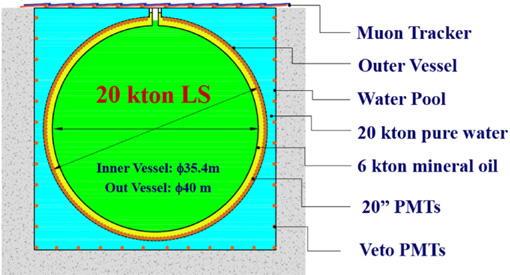 Muon Tracker
Outer Vessel
Water Pool
20 kton pure water
6 kton mineral oil
20” PMTs
Veto PMTs
20 kton LS
Inner Vessel: ϕ35.4m
Out Vessel: ϕ40 m